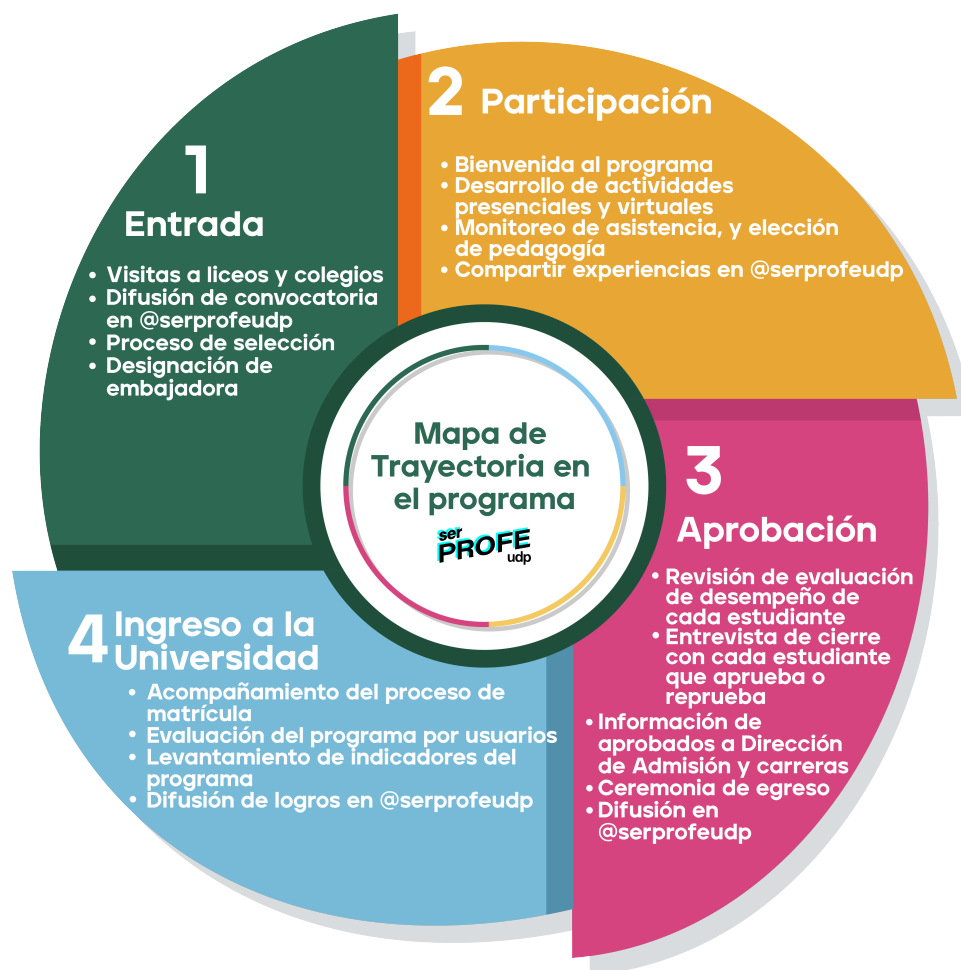 1
Entrada
• Visitas a liceos y colegios
• Difusión de convocatoria
en @serprofeudp
• Proceso de selección
• Designación de
embajadora
2 Participación
• Bienvenida al programa
• Desarrollo de actividades
presenciales y virtuales
• Monitoreo de asistencia, y elección
de pedagogía
• Compartir experiencias en @serprofeudp
Mapa de
Trayectoria en
el programa
ser
PROFE
udp
3
Aprobación
• Revisión de evaluación
de desempeño de
cada estudiante
• Entrevista de cierre
con cada estudiante
que aprueba o
reprueba
• Información de
aprobados a Dirección
de Admisión y carreras
• Ceremonia de egreso
• Difusión en
@serprofeudp
4 Ingreso a la
Universidad
• Acompañamiento del proceso de
matrícula
• Evaluación del programa por usuarios
• Levantamiento de indicadores del
programa
• Difusión de logros en @serprofeudp